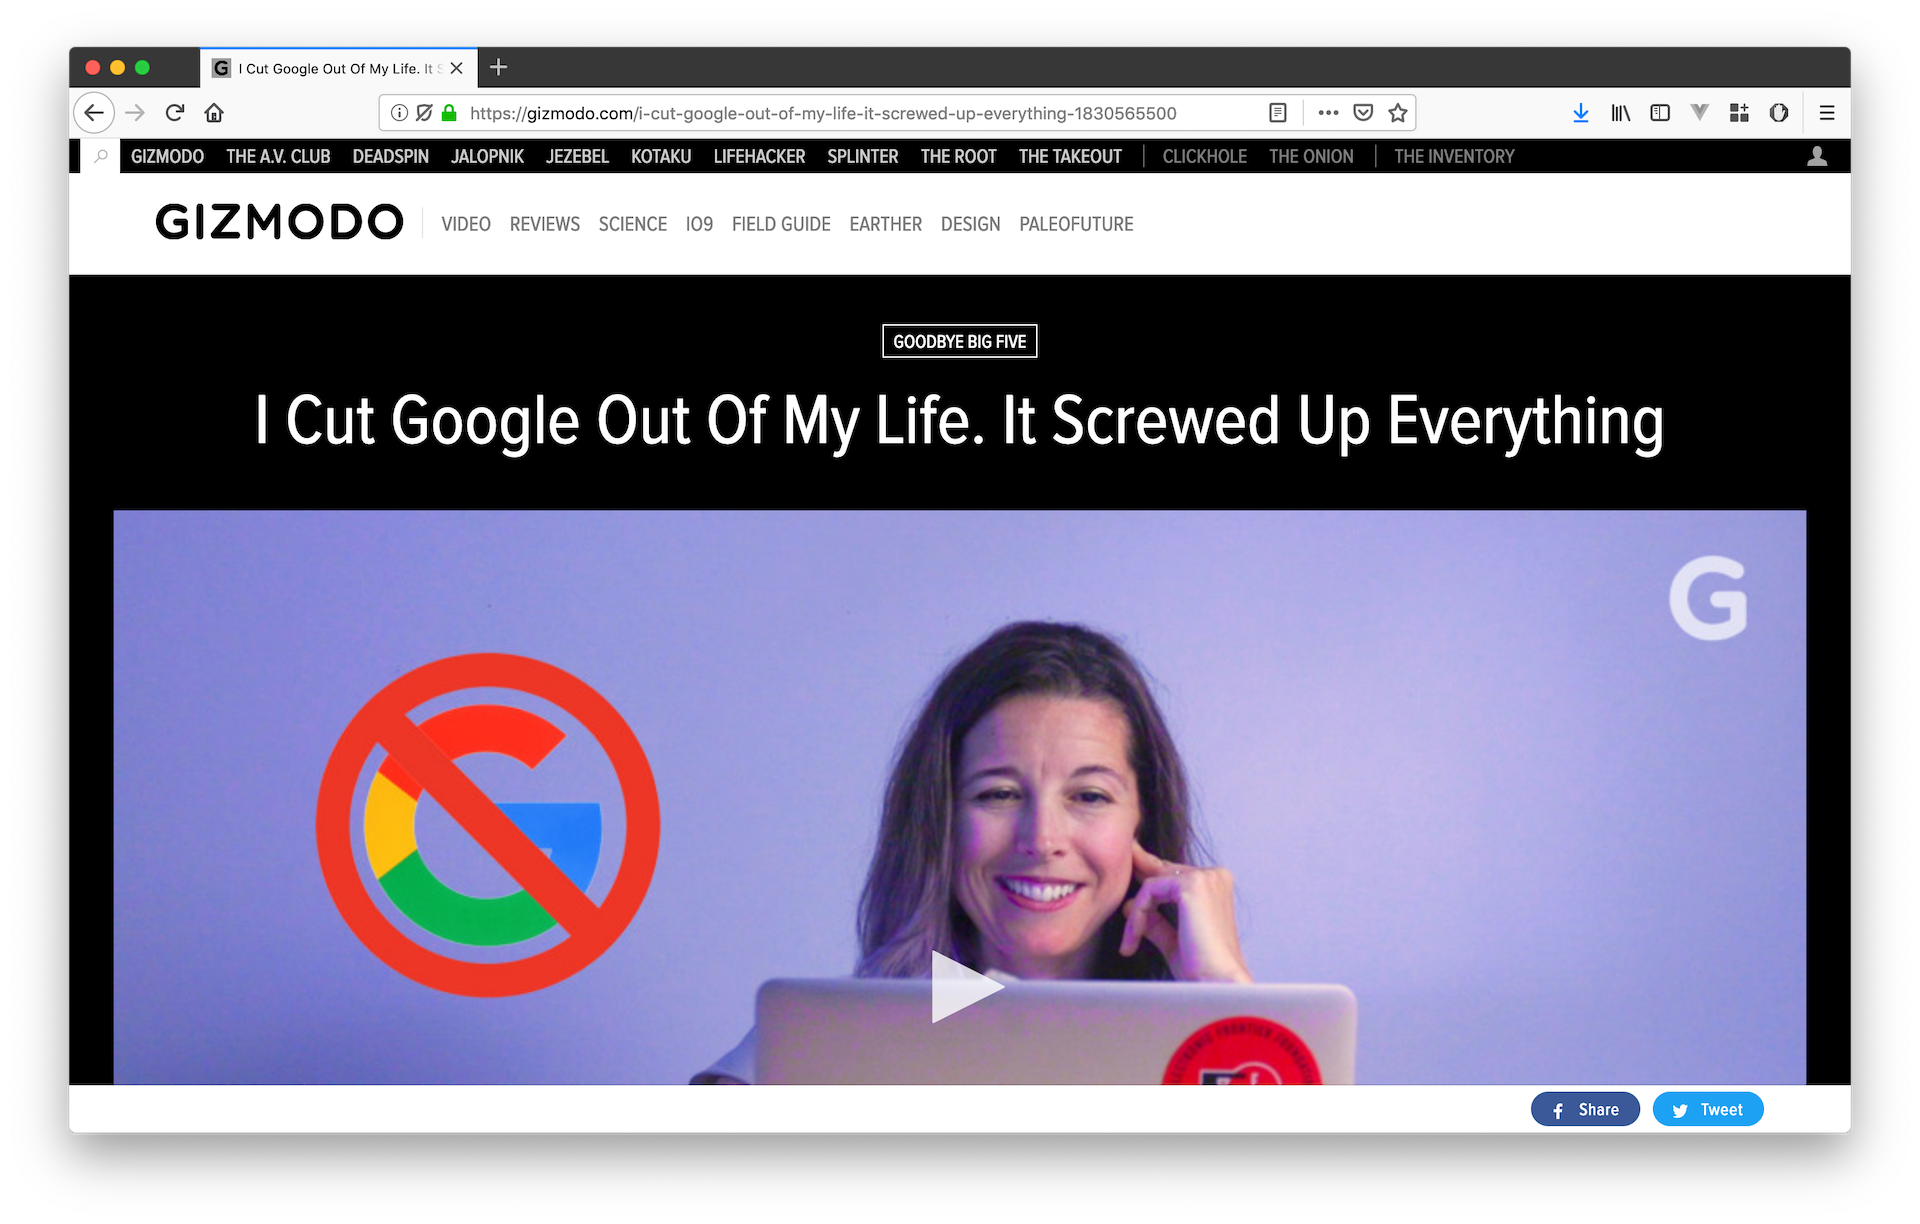 I Cut Google Out Of My Life. It S
https://gizmodo.com/i-cut-google-out-of-my-life-it-screwed-up-everything-1830565500
GIZMODO THE A.V. CLUB DEADSPIN JALOPNIK JEZEBEL KOTAKU LIFEHACKER SPLINTER THE ROOT THE TAKEOUT CLICKHOLE THE ONION THE INVENTORY
GIZMODO VIDEO REVIEWS SCIENCE IO9 FIELD GUIDE EARTHER DESIGN PALEOFUTURE
GOODBYE BIG FIVE
I Cut Google Out Of My Life. It Screwed Up Everything
G
ELECTRONIC FRONTIER FOUNDATION
Share Tweet